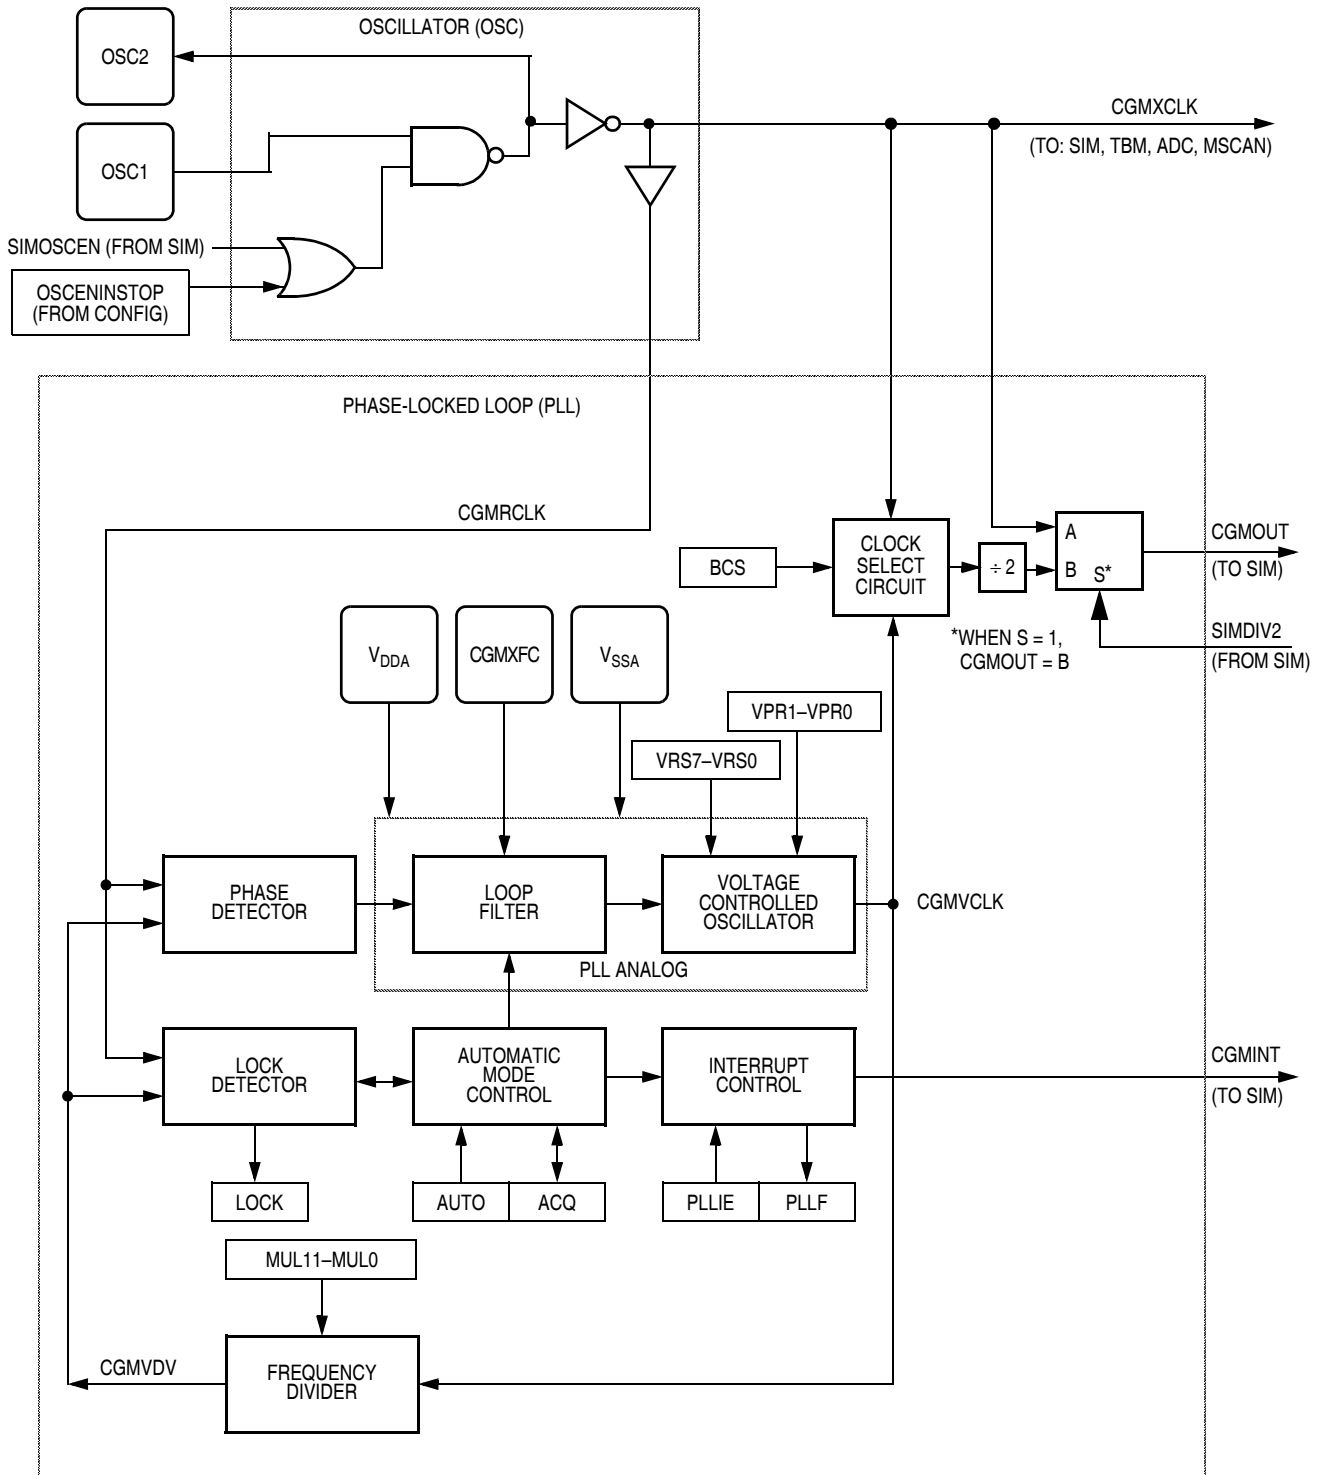 OSCILLATOR (OSC)
OSC2
CGMXCLK
(TO: SIM, TBM, ADC, MSCAN)
OSC1
SIMOSCEN (FROM SIM)
OSCENINSTOP
(FROM CONFIG)
PHASE-LOCKED LOOP (PLL)
CGMRCLK
BCS
CLOCK
SELECT
CIRCUIT
÷ 2
A
B
S*
CGMOUT
(TO SIM)
*WHEN S = 1,
CGMOUT = B
SIMDIV2
(FROM SIM)
VDDA
CGMXFC
VSSA
VPR1–VPR0
VRS7–VRS0
PHASE
DETECTOR
LOOP
FILTER
VOLTAGE
CONTROLLED
OSCILLATOR
CGMVCLK
PLL ANALOG
LOCK
DETECTOR
AUTOMATIC
MODE
CONTROL
INTERRUPT
CONTROL
CGMINT
(TO SIM)
LOCK
AUTO
ACQ
PLLIE
PLLF
MUL11–MUL0
CGMVDV
FREQUENCY
DIVIDER